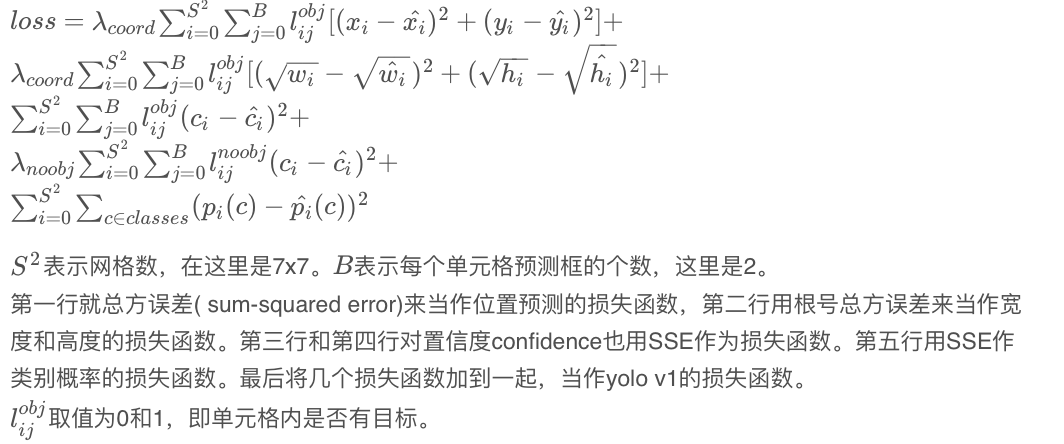 $loss = \lambda_{coord}\sum_{i=0}^{S^2}\sum_{j=0}^{B} l_{ij}^{obj}[(x_i - \hat{x_i})^2 + (y_i - \hat{y_i})^2]+$
$\lambda_{coord}\sum_{i=0}^{S^2}\sum_{j=0}^{B} l_{ij}^{obj}[(\sqrt{w_i} - \sqrt{\hat{w_i}})^2 + (\sqrt{h_i} - \sqrt{\hat{h_i}})^2]+$
$\sum_{i=0}^{S^2}\sum_{j=0}^{B} l_{ij}^{obj}(c_i - \hat{c_i})^2+$
$\lambda_{noobj}\sum_{i=0}^{S^2}\sum_{j=0}^{B} l_{ij}^{noobj}(c_i - \hat{c_i})^2+$
$\sum_{i=0}^{S^2}\sum_{c \in classes}(p_i(c) - \hat{p_i}(c))^2$
$S^2$表示网格数，在这里是7x7。$B$表示每个单元格预测框的个数，这里是2。
第一行就总方误差( sum-squared error)来当作位置预测的损失函数，第二行用根号总方误差来当作宽
度和高度的损失函数。第三行和第四行对置信度confidence也用SSE作为损失函数。第五行用SSE作
类别概率的损失函数。最后将几个损失函数加到一起，当作yolo v1的损失函数。
$l_{ij}^{obj}$取值为0和1，即单元格内是否有目标。